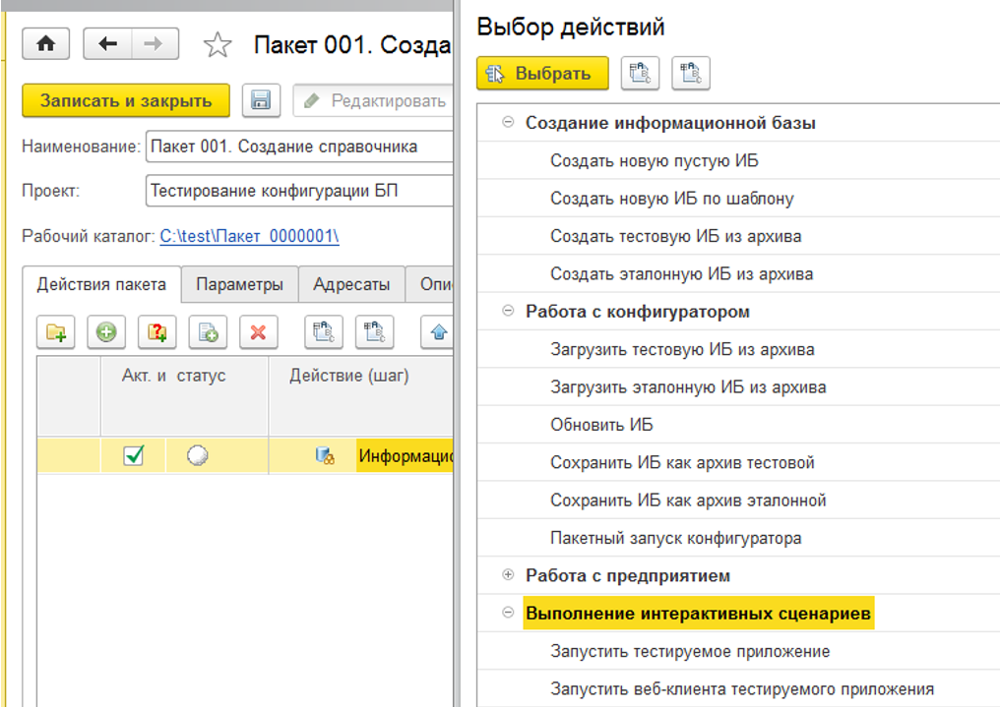 Пакет 001. Созда
Записать и закрыть
Редактировать
Наименование: Пакет 001. Создание справочника
Проект: Тестирование конфигурации БП
Рабочий каталог: C:\test\Пакет_0000001\
Действия пакета Параметры Адресаты Опи
Акт. и статус Действие (шаг)
Информацио
Выбор действий
Выбрать
Создание информационной базы
Создать новую пустую ИБ
Создать новую ИБ по шаблону
Создать тестовую ИБ из архива
Создать эталонную ИБ из архива
Работа с конфигуратором
Загрузить тестовую ИБ из архива
Загрузить эталонную ИБ из архива
Обновить ИБ
Сохранить ИБ как архив тестовой
Сохранить ИБ как архив эталонной
Пакетный запуск конфигуратора
Работа с предприятием
Выполнение интерактивных сценариев
Запустить тестируемое приложение
Запустить веб-клиента тестируемого приложения